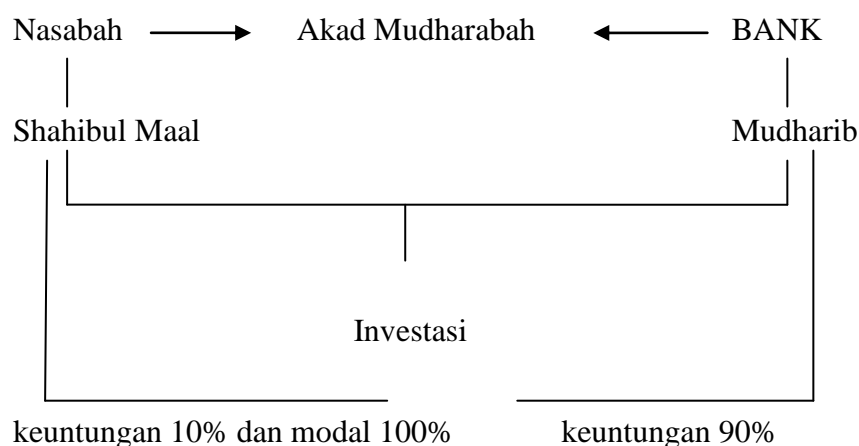 Nasabah Akad Mudharabah BANK
Shahibul Maal Mudharib
Investasi
keuntungan 10% dan modal 100% keuntungan 90%